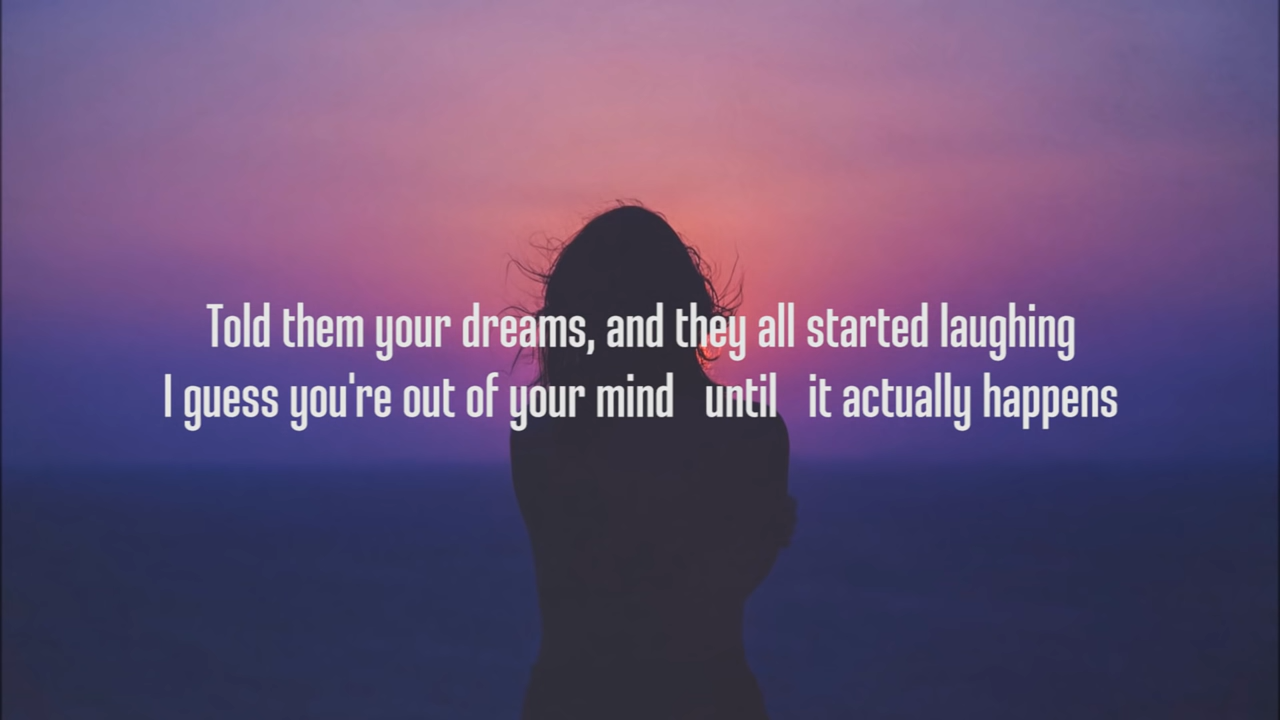 Told them your dreams, and they all started laughing
I guess you're out of your mind until it actually happens